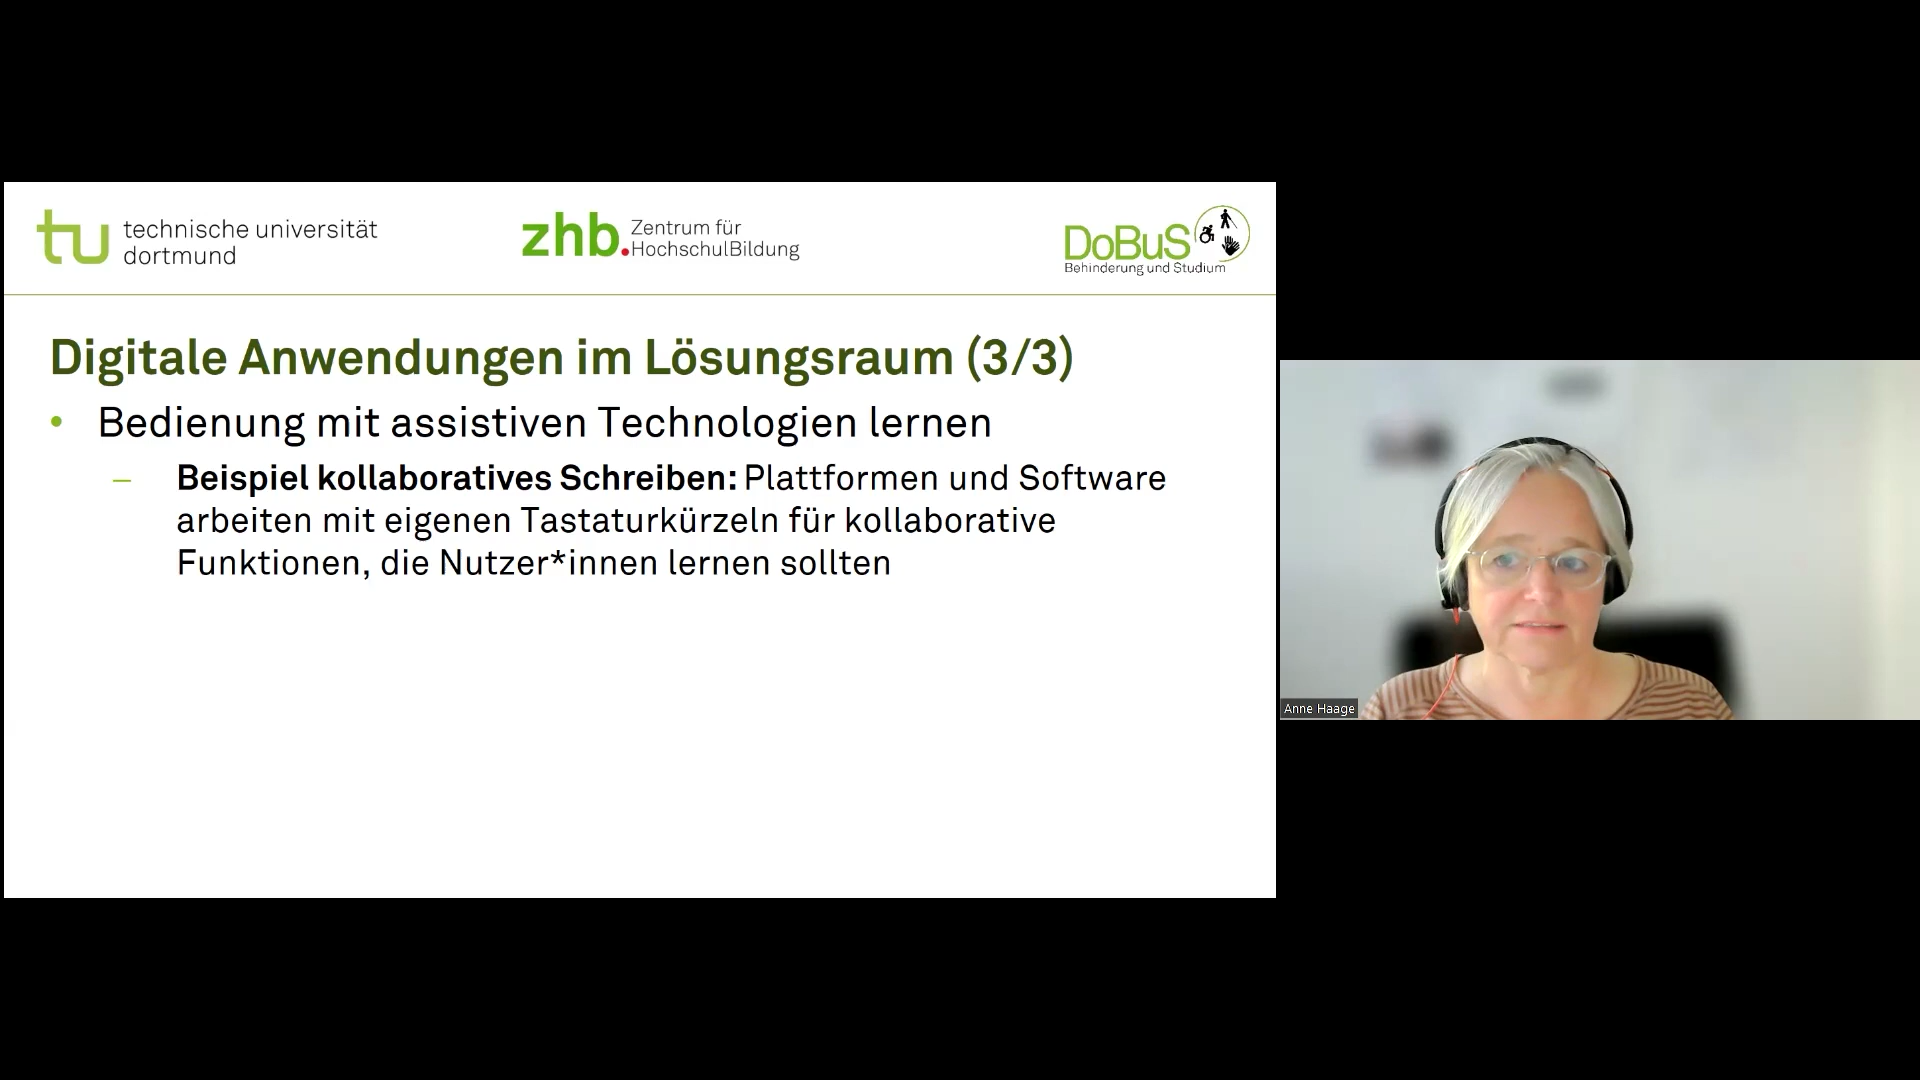 technische universität
dortmund
zhb. Zentrum für
HochschulBildung
DoBuS
Behinderung und Studium
Digitale Anwendungen im Lösungsraum (3/3)
• Bedienung mit assistiven Technologien lernen
– Beispiel kollaboratives Schreiben: Plattformen und Software
arbeiten mit eigenen Tastaturkürzeln für kollaborative
Funktionen, die Nutzer*innen lernen sollten
Anne Haage